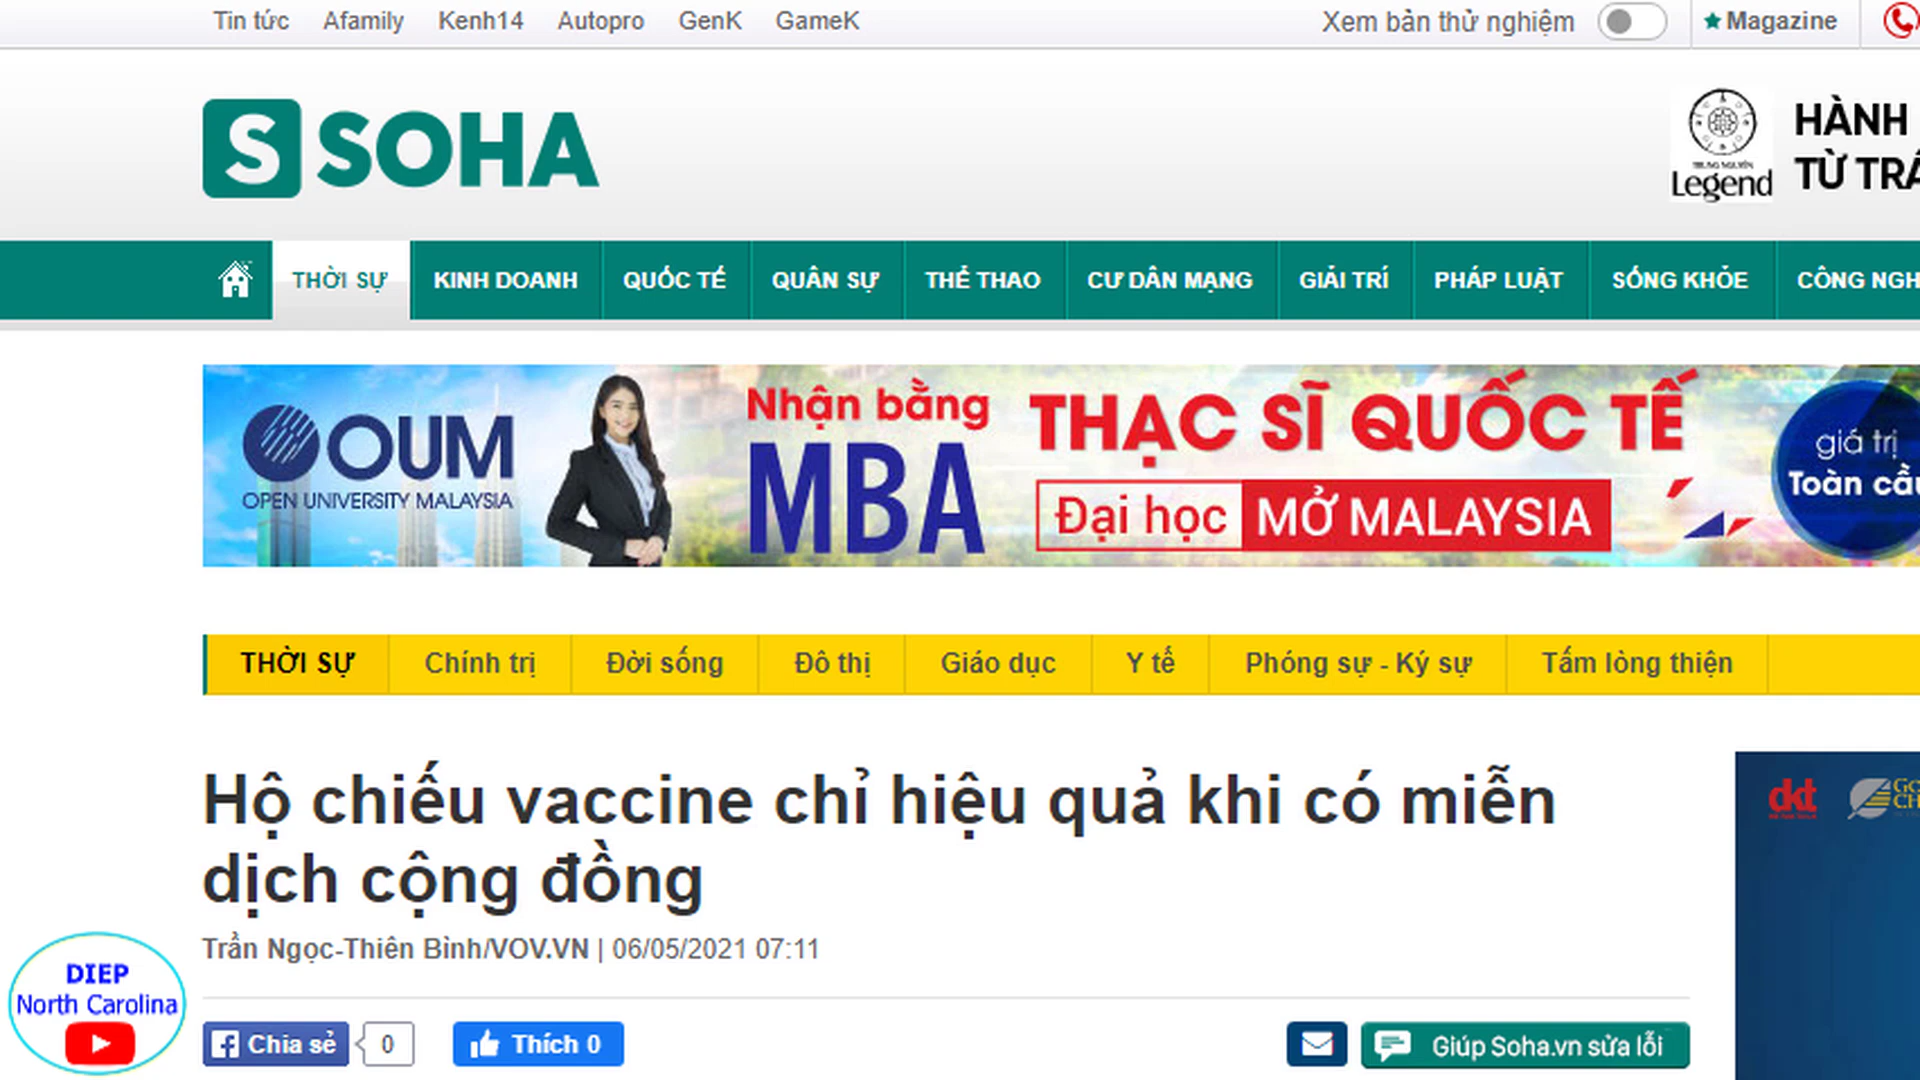 Tin tức Afamily Kenh14 Autopro GenK GameK Xem bản thử nghiệm Magazine
S SOHA
TRUNG NGUYÊN
Legend
HÀNH
TỪ TRÁ
THỜI SỰ KINH DOANH QUỐC TẾ QUÂN SỰ THỂ THAO CƯ DÂN MẠNG GIẢI TRÍ PHÁP LUẬT SỐNG KHỎE CÔNG NGH
OUM
OPEN UNIVERSITY MALAYSIA
Nhận bằng
MBA
THẠC SĨ QUỐC TẾ
Đại học MỞ MALAYSIA
giá trị
Toàn cầu
THỜI SỰ Chính trị Đời sống Đô thị Giáo dục Y tế Phóng sự - Ký sự Tấm lòng thiện
Hộ chiếu vaccine chỉ hiệu quả khi có miễn
dịch cộng đồng
Trần Ngọc-Thiên Bình/VOV.VN | 06/05/2021 07:11
dkt
DIEP
North Carolina
Chia sẻ 0 Thích 0 Giúp Soha.vn sửa lỗi